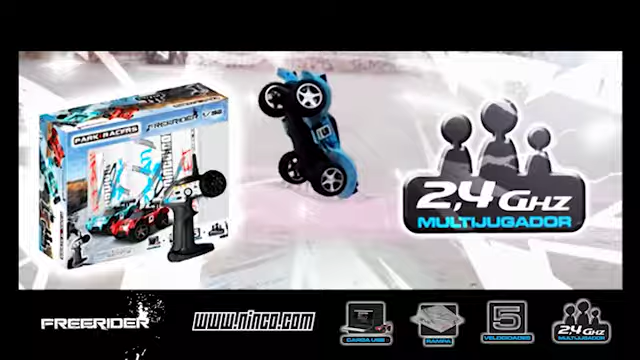 PARK RACERS
FREERIDER 1/32
2,4 GHZ
MULTIJUGADOR
FREERIDER
www.ninco.com
CARGA USB
RAMPA
5
VELOCIDADES
2,4 GHZ
MULTIJUGADOR